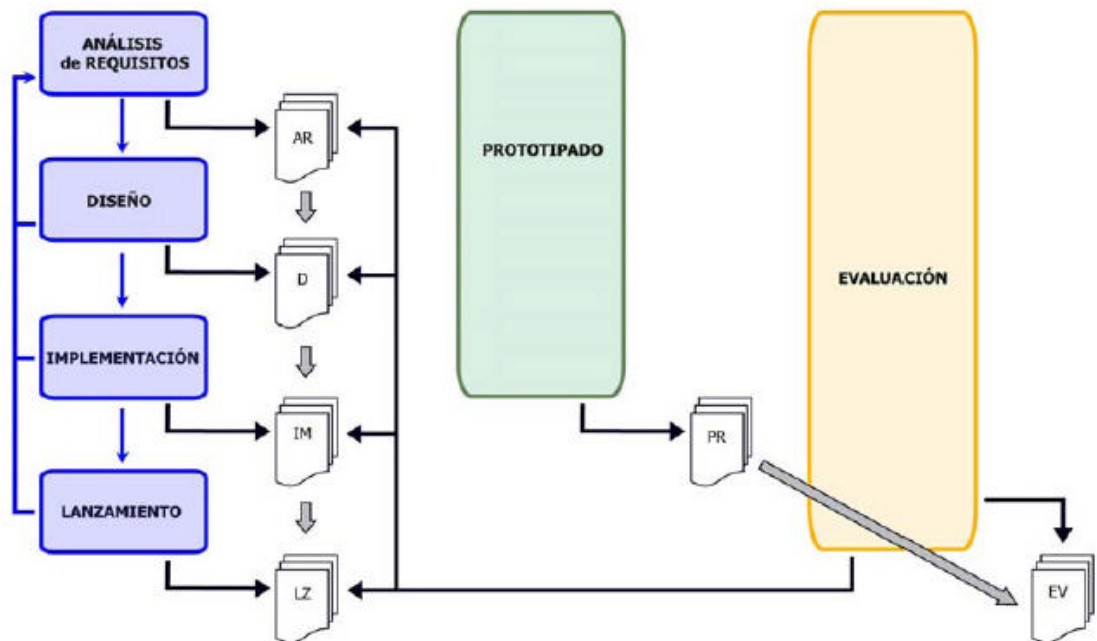 ANÁLISIS
de REQUISITOS
AR
PROTOTIPADO
DISEÑO
D
EVALUACIÓN
IMPLEMENTACIÓN
IM
PR
LANZAMIENTO
LZ
EV